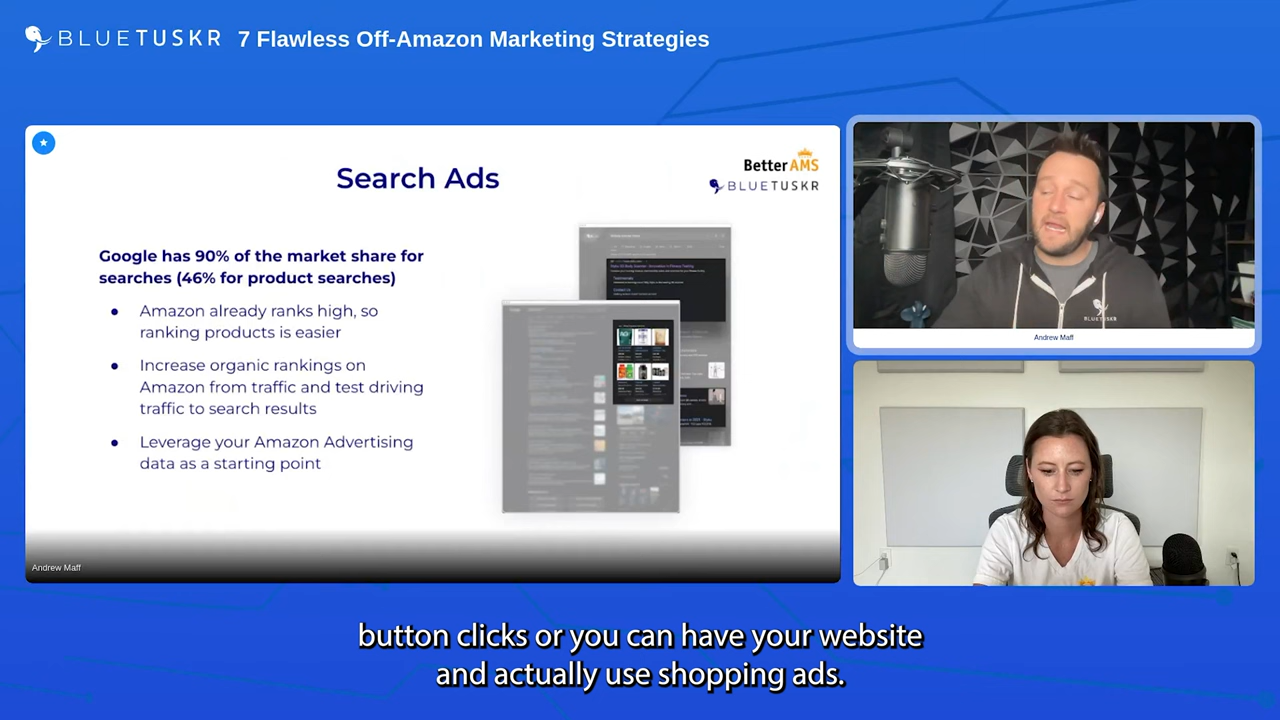 BLUETUSKR 7 Flawless Off-Amazon Marketing Strategies
Search Ads
Better AMS
BLUETUSKR
Google has 90% of the market share for
searches (46% for product searches)
● Amazon already ranks high, so
ranking products is easier
● Increase organic rankings on
Amazon from traffic and test driving
traffic to search results
● Leverage your Amazon Advertising
data as a starting point
Andrew Maff
BLUETUSKR
Andrew Maff
button clicks or you can have your website
and actually use shopping ads.